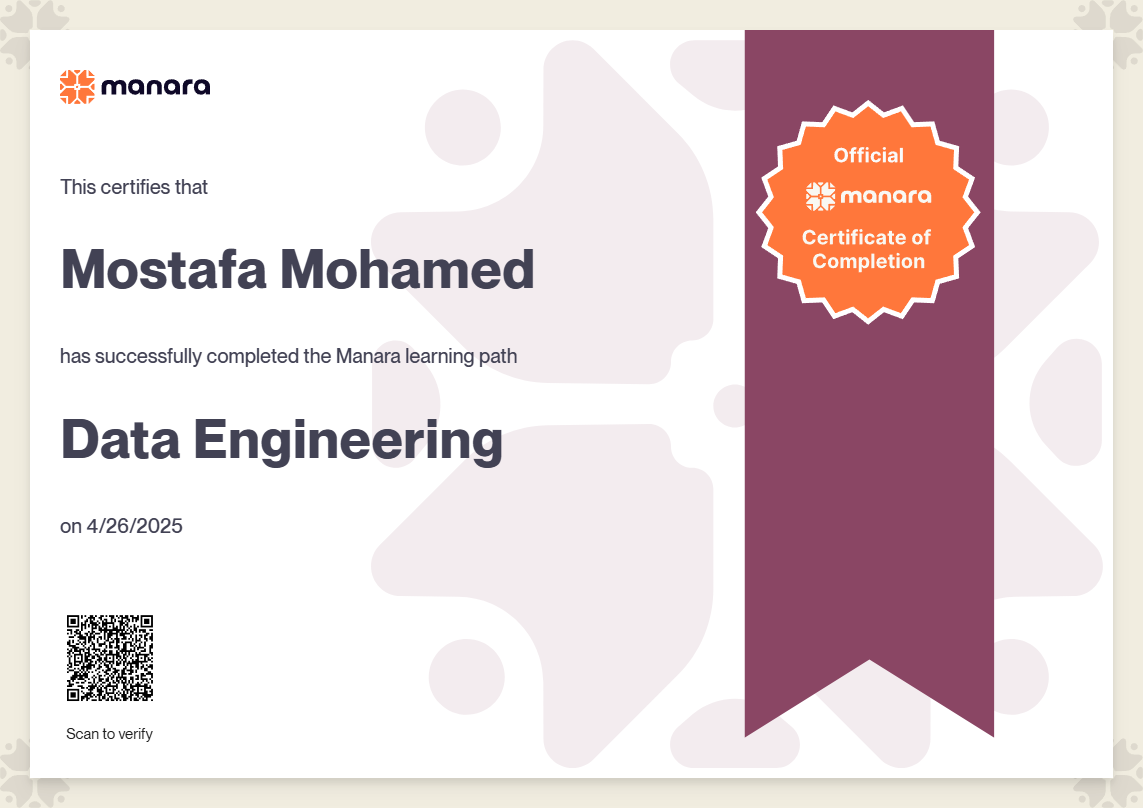 manara
This certifies that
Mostafa Mohamed
has successfully completed the Manara learning path
Data Engineering
on 4/26/2025
Scan to verify
Official
manara
Certificate of
Completion